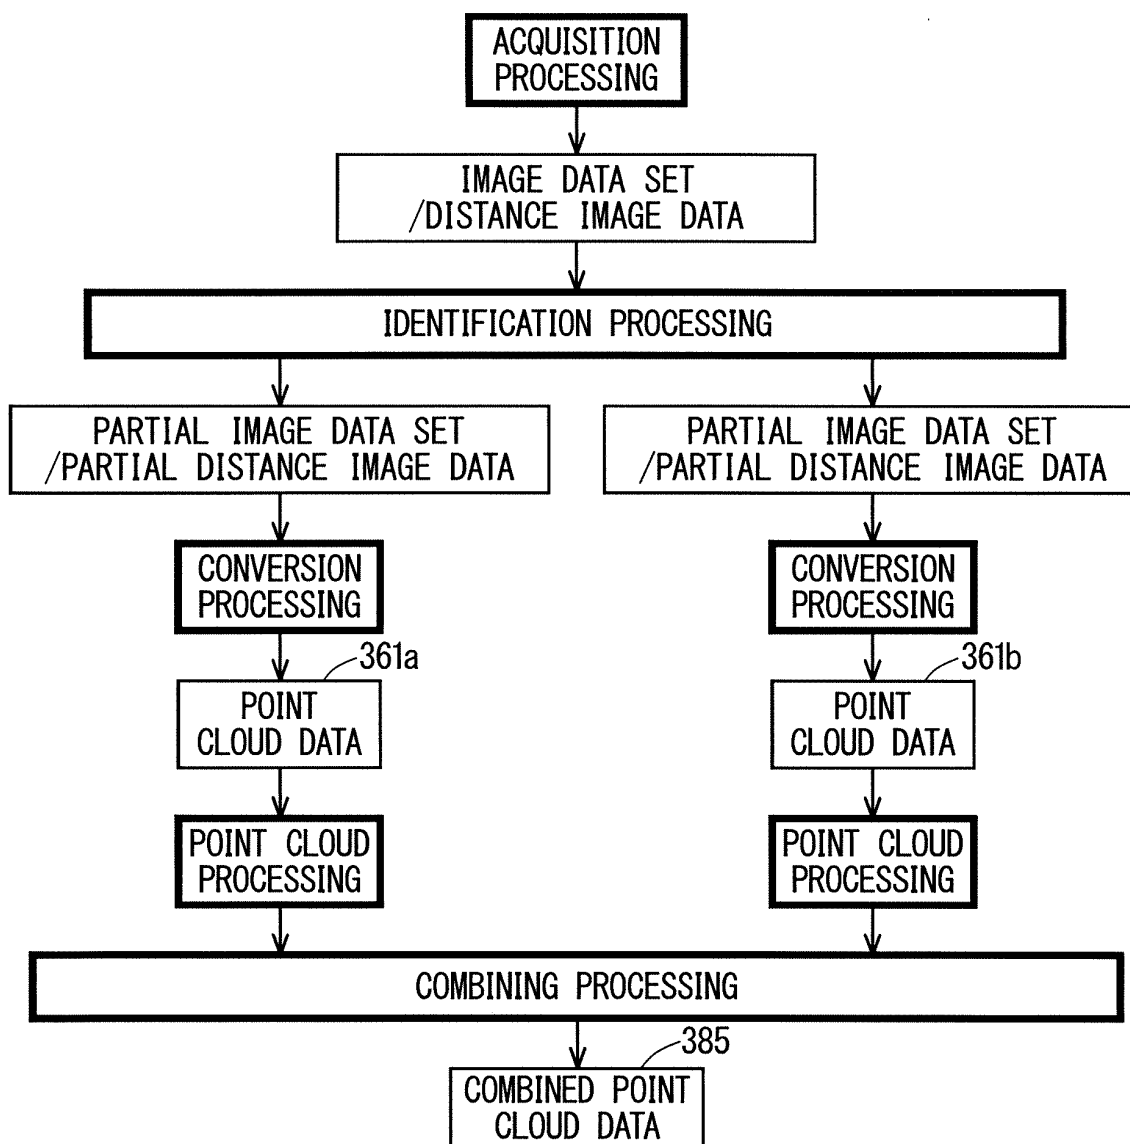 ACQUISITION
PROCESSING
IMAGE DATA SET
/DISTANCE IMAGE DATA
IDENTIFICATION PROCESSING
PARTIAL IMAGE DATA SET
/PARTIAL DISTANCE IMAGE DATA
PARTIAL IMAGE DATA SET
/PARTIAL DISTANCE IMAGE DATA
CONVERSION
PROCESSING
CONVERSION
PROCESSING
361a
POINT
CLOUD DATA
361b
POINT
CLOUD DATA
POINT CLOUD
PROCESSING
POINT CLOUD
PROCESSING
COMBINING PROCESSING
385
COMBINED POINT
CLOUD DATA